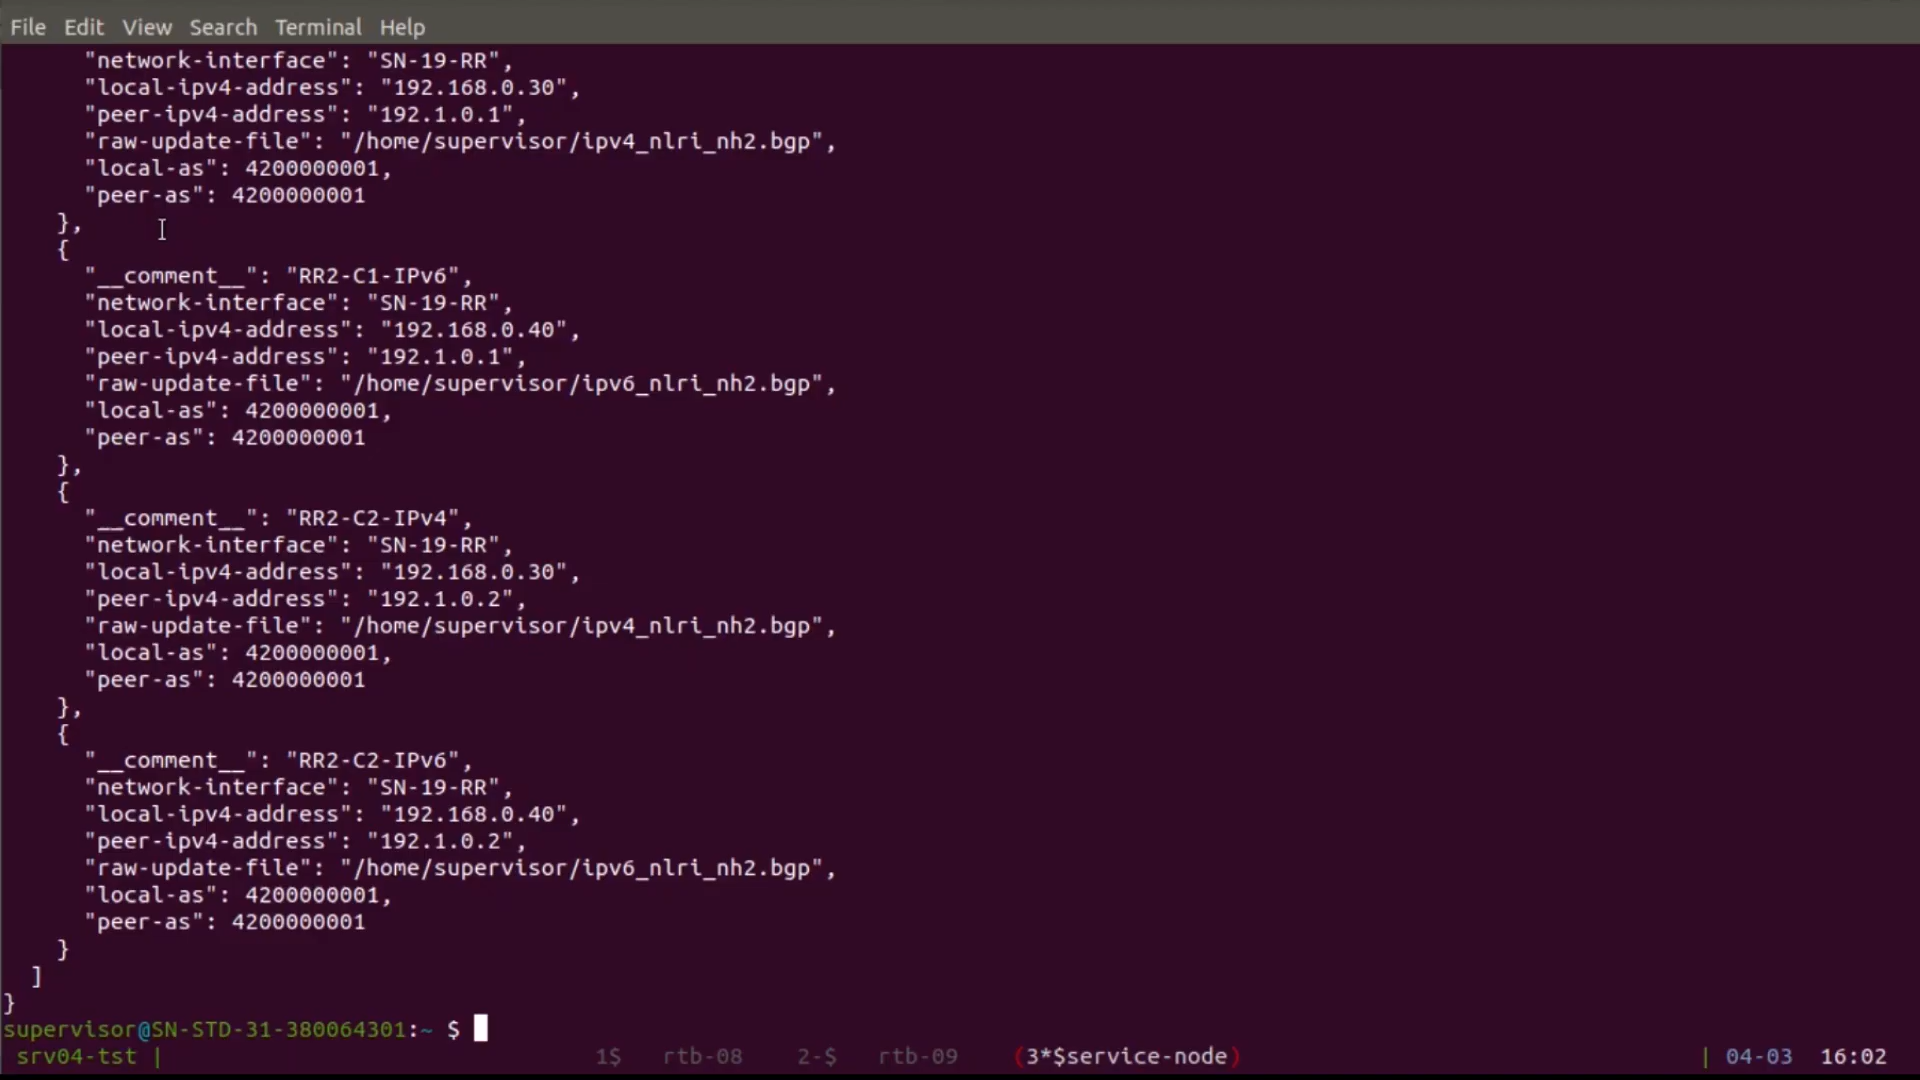 File Edit View Search Terminal Help
"network-interface": "SN-19-RR",
"local-ipv4-address": "192.168.0.30",
"peer-ipv4-address": "192.1.0.1",
"raw-update-file": "/home/supervisor/ipv4_nlri_nh2.bgp",
"local-as": 4200000001,
"peer-as": 4200000001
},
{
"__comment__": "RR2-C1-IPv6",
"network-interface": "SN-19-RR",
"local-ipv4-address": "192.168.0.40",
"peer-ipv4-address": "192.1.0.1",
"raw-update-file": "/home/supervisor/ipv6_nlri_nh2.bgp",
"local-as": 4200000001,
"peer-as": 4200000001
},
{
"__comment__": "RR2-C2-IPv4",
"network-interface": "SN-19-RR",
"local-ipv4-address": "192.168.0.30",
"peer-ipv4-address": "192.1.0.2",
"raw-update-file": "/home/supervisor/ipv4_nlri_nh2.bgp",
"local-as": 4200000001,
"peer-as": 4200000001
},
{
"__comment__": "RR2-C2-IPv6",
"network-interface": "SN-19-RR",
"local-ipv4-address": "192.168.0.40",
"peer-ipv4-address": "192.1.0.2",
"raw-update-file": "/home/supervisor/ipv6_nlri_nh2.bgp",
"local-as": 4200000001,
"peer-as": 4200000001
}
]
}
supervisor@SN-STD-31-380064301:~ $
srv04-tst | 1$ rtb-08 2-$ rtb-09 (3*$service-node) | 04-03 16:02